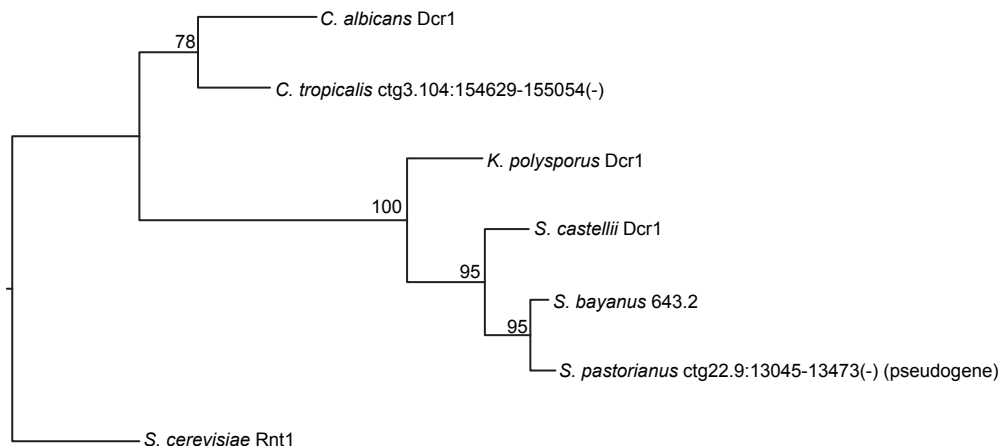 C. albicans Dcr1
78
C. tropicalis ctg3.104:154629-155054(-)
K. polysporus Dcr1
100
S. castellii Dcr1
95
S. bayanus 643.2
95
S. pastorianus ctg22.9:13045-13473(-) (pseudogene)
S. cerevisiae Rnt1